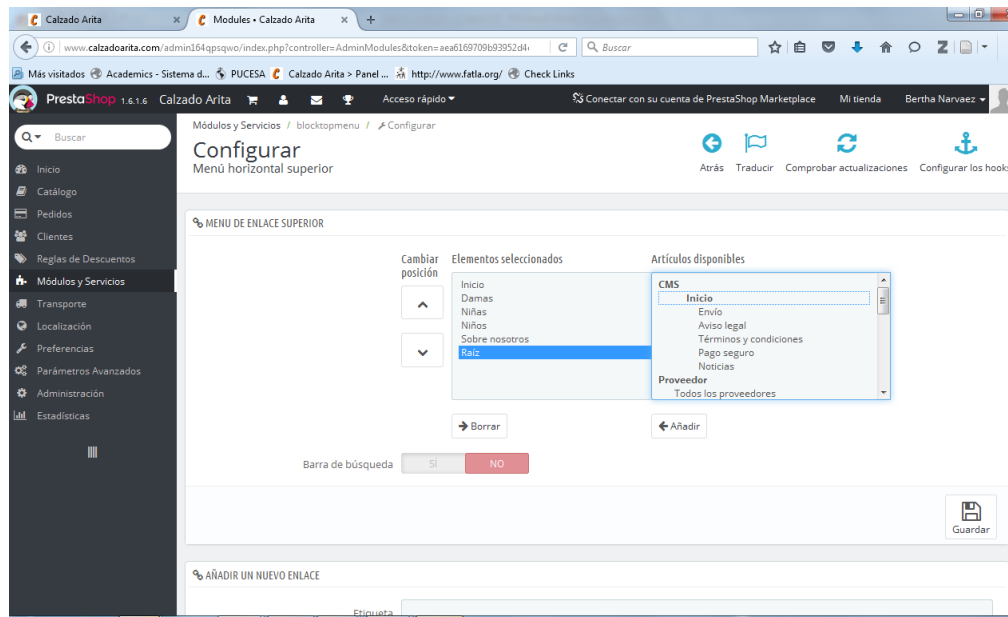 Calzado Arita
Modules • Calzado Arita
www.calzadoarita.com/admin164qpsqwo/index.php?controller=AdminModules&token=aea6169709b93952d4
Buscar
Más visitados Academics - Sistema d... PUCESA Calzado Arita > Panel ... http://www.fatla.org/ Check Links
PrestaShop 1.6.1.6 Calzado Arita Acceso rápido Conectar con su cuenta de PrestaShop Marketplace Mi tienda Bertha Narvaez
Buscar
Inicio
Catálogo
Pedidos
Clientes
Reglas de Descuentos
Módulos y Servicios
Transporte
Localización
Preferencias
Parámetros Avanzados
Administración
Estadísticas
Módulos y Servicios / blocktopmenu / Configurar
Configurar
Menú horizontal superior
Atrás Traducir Comprobar actualizaciones Configurar los hooks
MENU DE ENLACE SUPERIOR
Cambiar posición
Elementos seleccionados
Inicio
Damas
Niñas
Niños
Sobre nosotros
Raíz
Borrar
Artículos disponibles
CMS
Inicio
Envío
Aviso legal
Términos y condiciones
Pago seguro
Noticias
Proveedor
Todos los proveedores
Añadir
Barra de búsqueda SÍ NO
Guardar
AÑADIR UN NUEVO ENLACE
Etiqueta